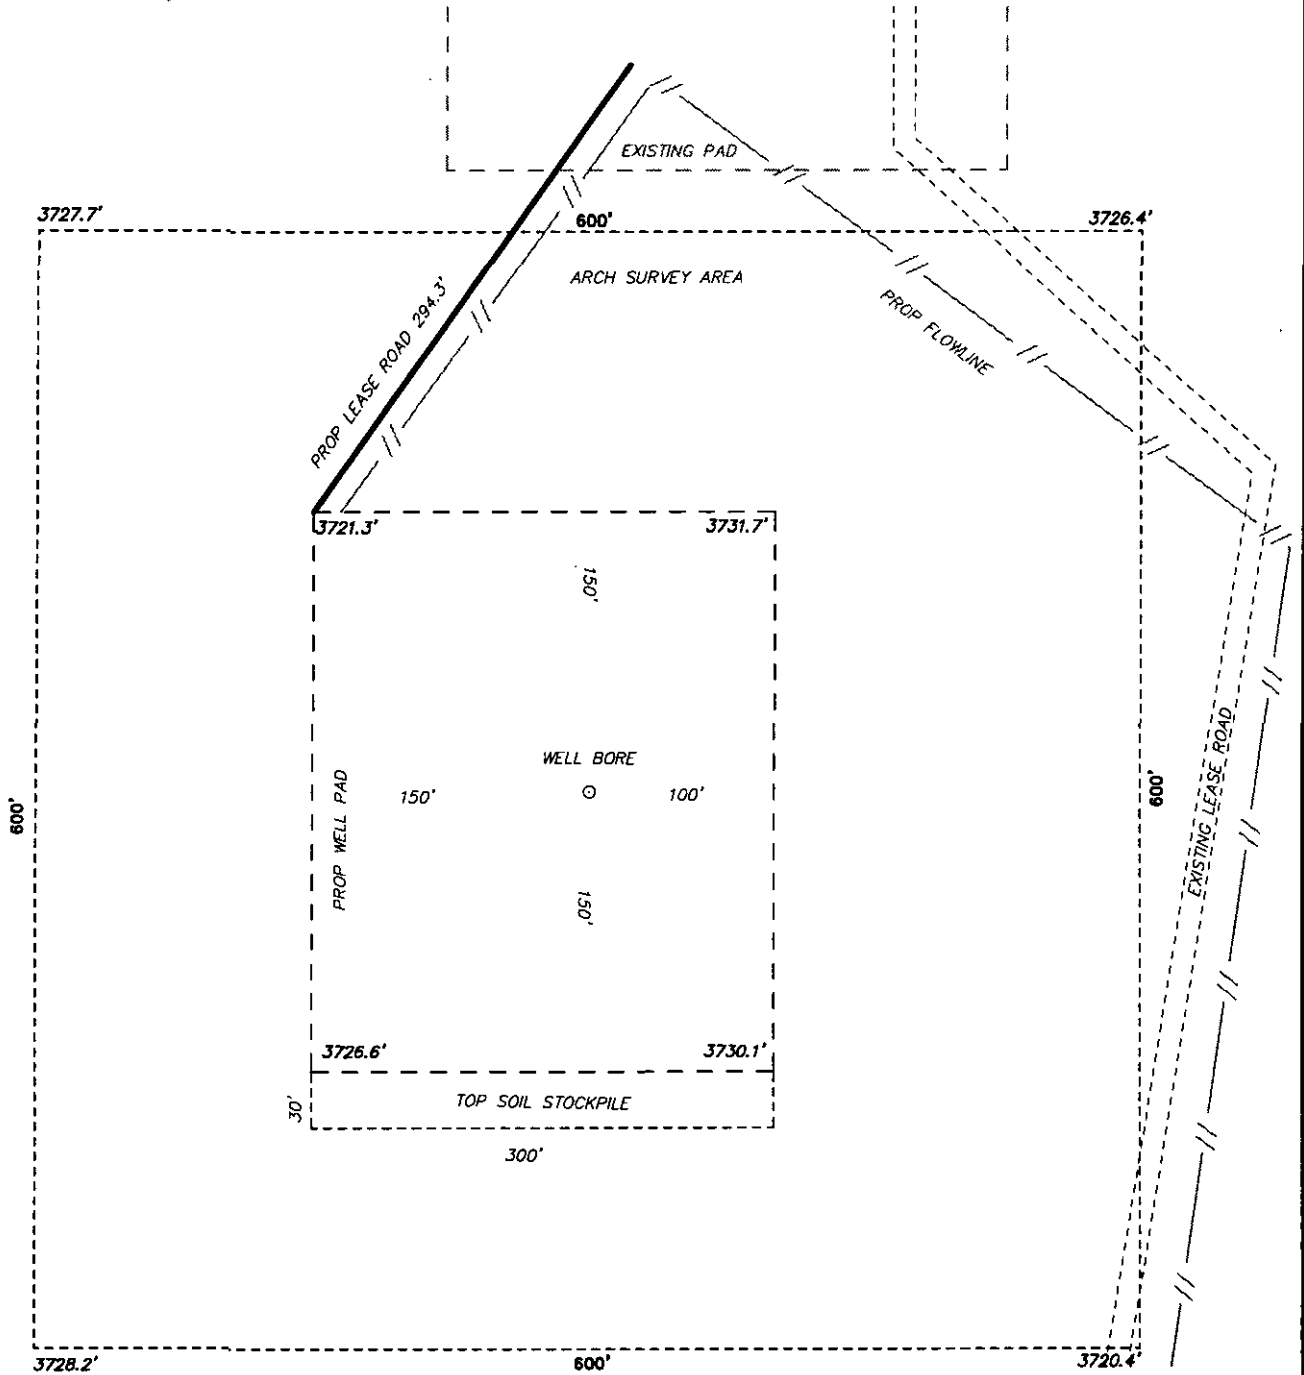 EXISTING PAD
3727.7'
600'
3726.4'
ARCH SURVEY AREA
PROP LEASE ROAD 294.3'
PROP FLOWLINE
3721.3'
3731.7'
150'
WELL BORE
150'
100'
PROP WELL PAD
600'
600'
EXISTING LEASE ROAD
150'
3726.6'
3730.1'
30'
TOP SOIL STOCKPILE
300'
3728.2'
600'
3720.4'